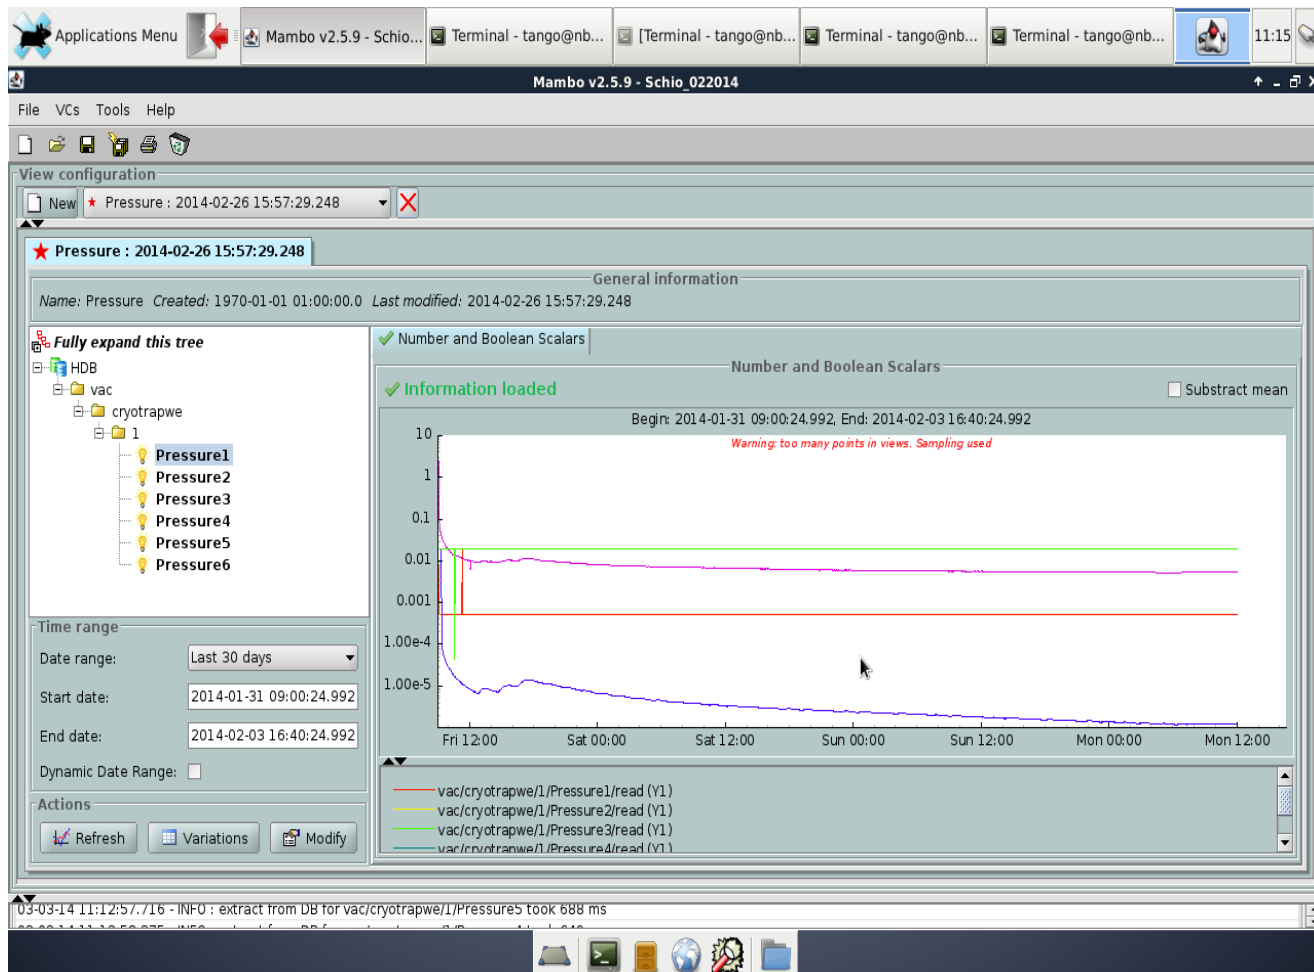 Applications Menu
Mambo v2.5.9 - Schio...
Terminal - tango@nb...
[Terminal - tango@nb...
Terminal - tango@nb...
Terminal - tango@nb...
11:15
Mambo v2.5.9 - Schio_022014
File VCs Tools Help
View configuration
New
Pressure : 2014-02-26 15:57:29.248
Pressure : 2014-02-26 15:57:29.248
General information
Name: Pressure Created: 1970-01-01 01:00:00.0 Last modified: 2014-02-26 15:57:29.248
Fully expand this tree
HDB
vac
cryotrapwe
1
Pressure1
Pressure2
Pressure3
Pressure4
Pressure5
Pressure6
Time range
Date range: Last 30 days
Start date: 2014-01-31 09:00:24.992
End date: 2014-02-03 16:40:24.992
Dynamic Date Range:
Actions
Refresh Variations Modify
Number and Boolean Scalars
Number and Boolean Scalars
Information loaded
Substract mean
Begin: 2014-01-31 09:00:24.992, End: 2014-02-03 16:40:24.992
Warning: too many points in views. Sampling used
10
1
0.1
0.01
0.001
1.00e-4
1.00e-5
Fri 12:00 Sat 00:00 Sat 12:00 Sun 00:00 Sun 12:00 Mon 00:00 Mon 12:00
vac/cryotrapwe/1/Pressure1/read (Y1)
vac/cryotrapwe/1/Pressure2/read (Y1)
vac/cryotrapwe/1/Pressure3/read (Y1)
vac/cryotrapwe/1/Pressure4/read (Y1)
03-03-14 11:12:57.716 - INFO : extract from DB for vac/cryotrapwe/1/Pressure5 took 688 ms